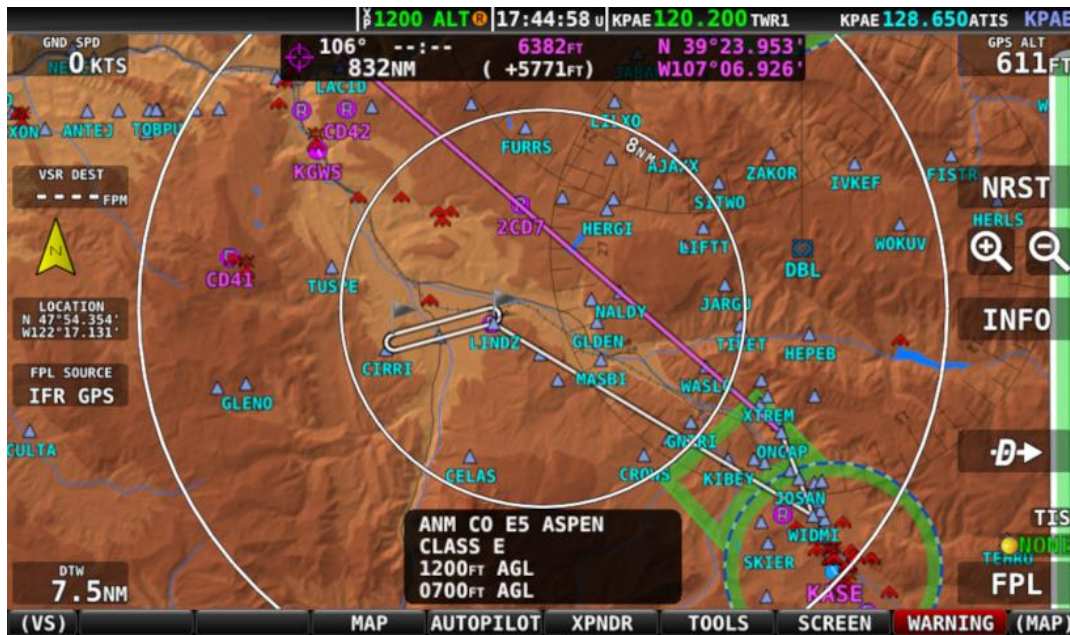 XP 1200 ALT R 17:44:58 U KPAE 120.200 TWR1 KPAE 128.650 ATIS KPAE
GND SPD
0 KTS
106° --:-- 6382FT N 39°23.953'
832NM ( +5771FT) W107°06.926'
GPS ALT
611FT
LACID
ANTEJ
TOBPU
R
R
CD42
LILXO
FURRS
8NM
AJAXX
ZAKOR
IVKEF
FISTR
KGWS
VSR DEST
---- FPM
SITWO
NRST
HERLS
2CD7
HERGI
LIFTT
WOKUV
N
CD41
DBL
TUSPE
JARGU
LOCATION
N 47°54.354'
W122°17.131'
NALDY
INFO
LINDZ
GLDEN
TILET
HEPEB
CIRRI
MASBI
WASLO
FPL SOURCE
IFR GPS
GLENO
XTREM
CULTA
GNTRI
ONCAP
D
CELAS
CROWS
KIBEY
JOSAN
ANM CO E5 ASPEN
CLASS E
1200FT AGL
0700FT AGL
R
WIDMI
TIS
NONE
SKIER
TEHRU
KASE
DTW
7.5NM
FPL
(VS) MAP AUTOPILOT XPNDR TOOLS SCREEN WARNING (MAP)